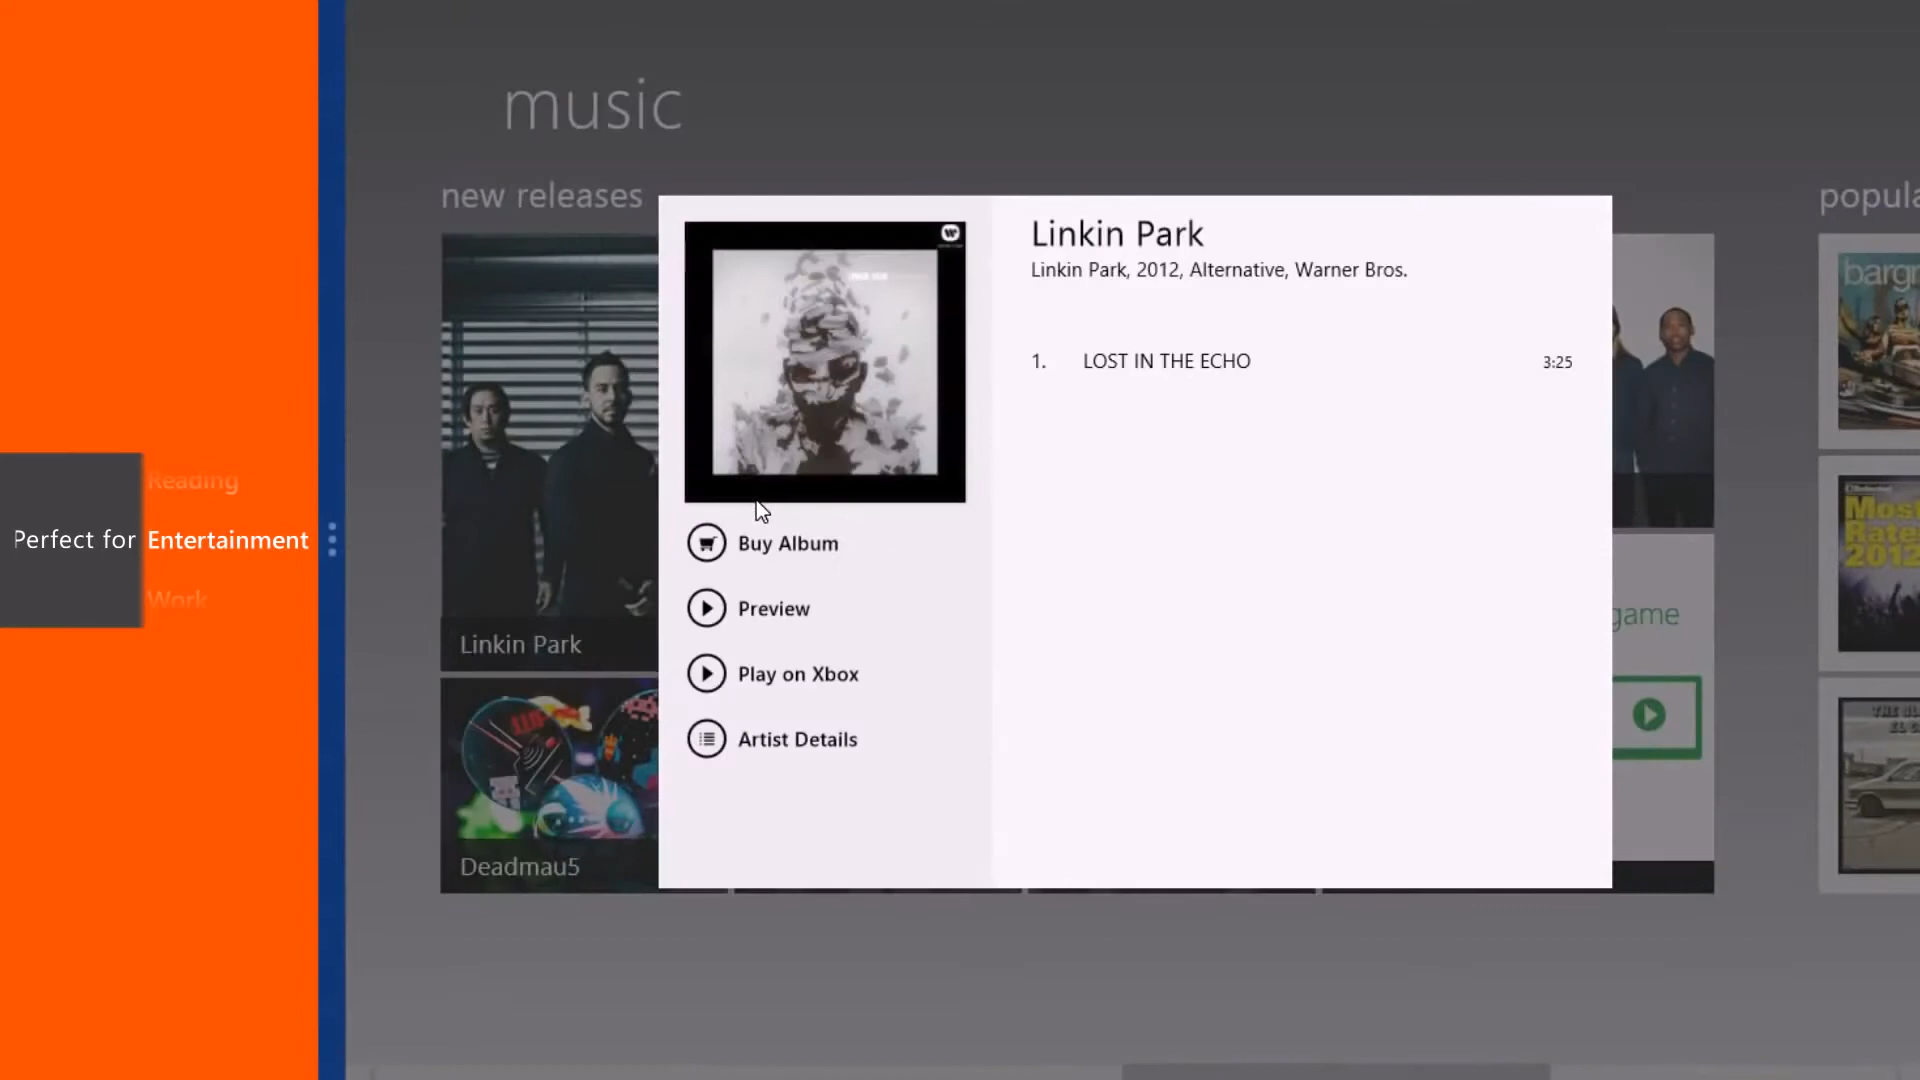 music
new releases
popula
Linkin Park
Linkin Park, 2012, Alternative, Warner Bros.
1. LOST IN THE ECHO 3:25
Buy Album
Preview
Play on Xbox
Artist Details
Reading
Perfect for Entertainment
Work
Linkin Park
Deadmau5
game
bargr
Most
Rate
2012